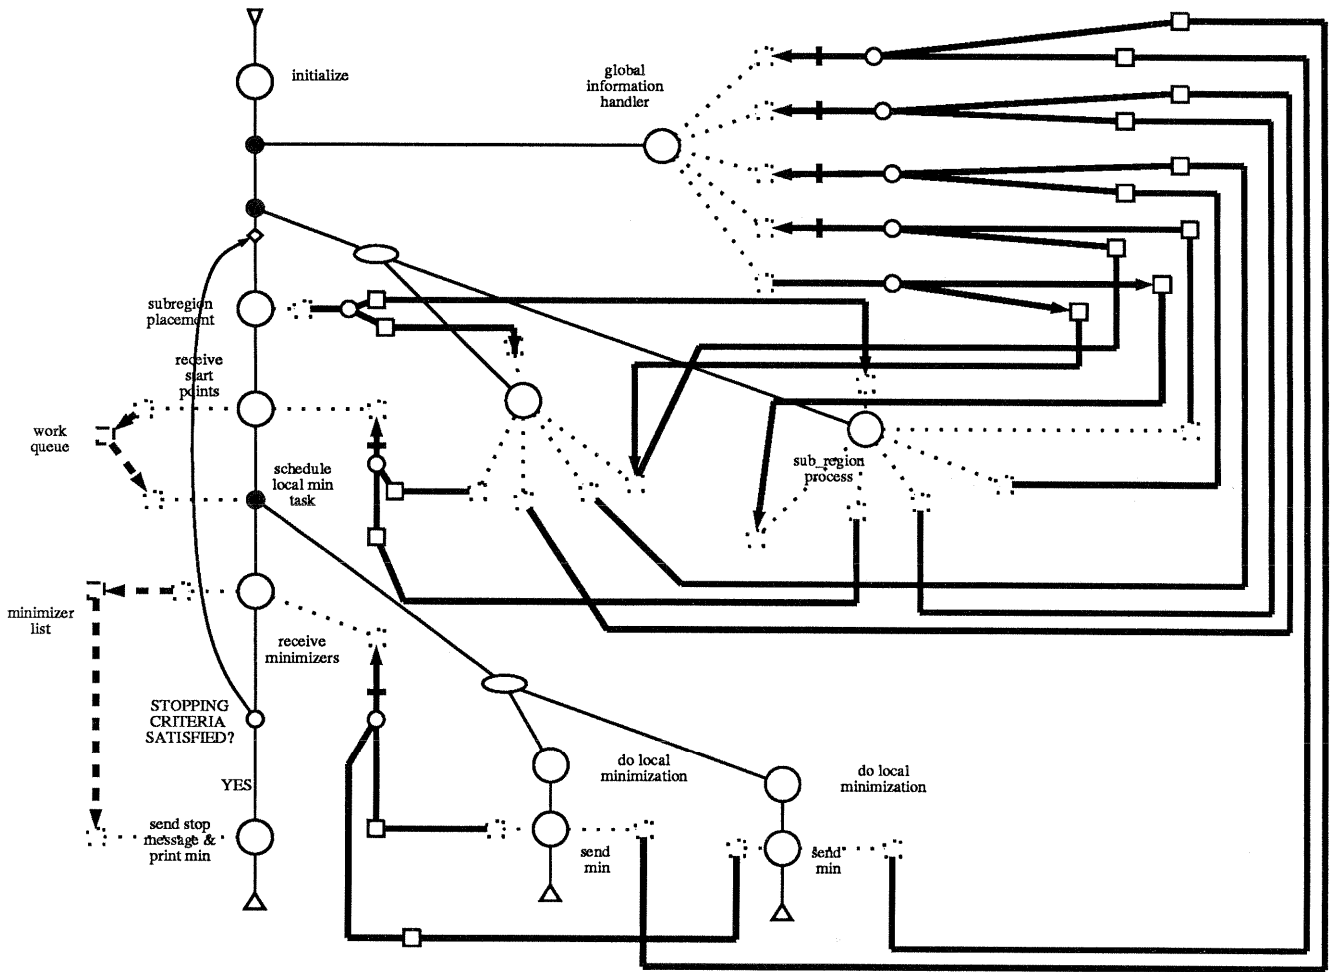 initialize
global
information
handler
subregion
placement
receive
start
points
work
queue
schedule
local min
task
sub_region
process
minimizer
list
receive
minimizers
STOPPING
CRITERIA
SATISFIED?
YES
do local
minimization
do local
minimization
send stop
message &
print min
send
min
send
min